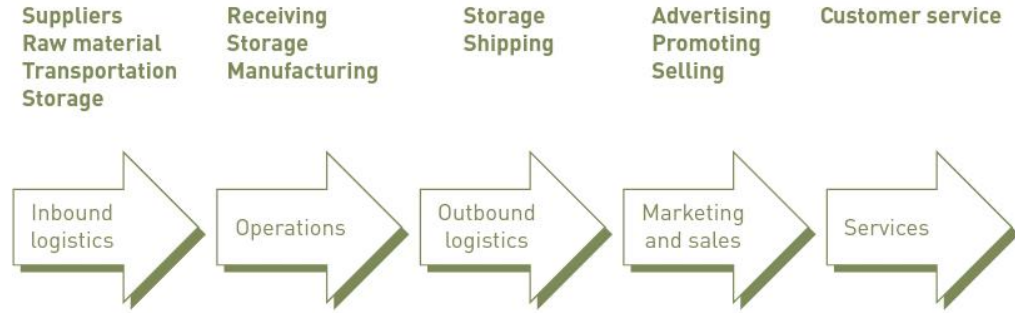 Suppliers
Raw material
Transportation
Storage
Receiving
Storage
Manufacturing
Storage
Shipping
Advertising
Promoting
Selling
Customer service
Inbound
logistics
Operations
Outbound
logistics
Marketing
and sales
Services